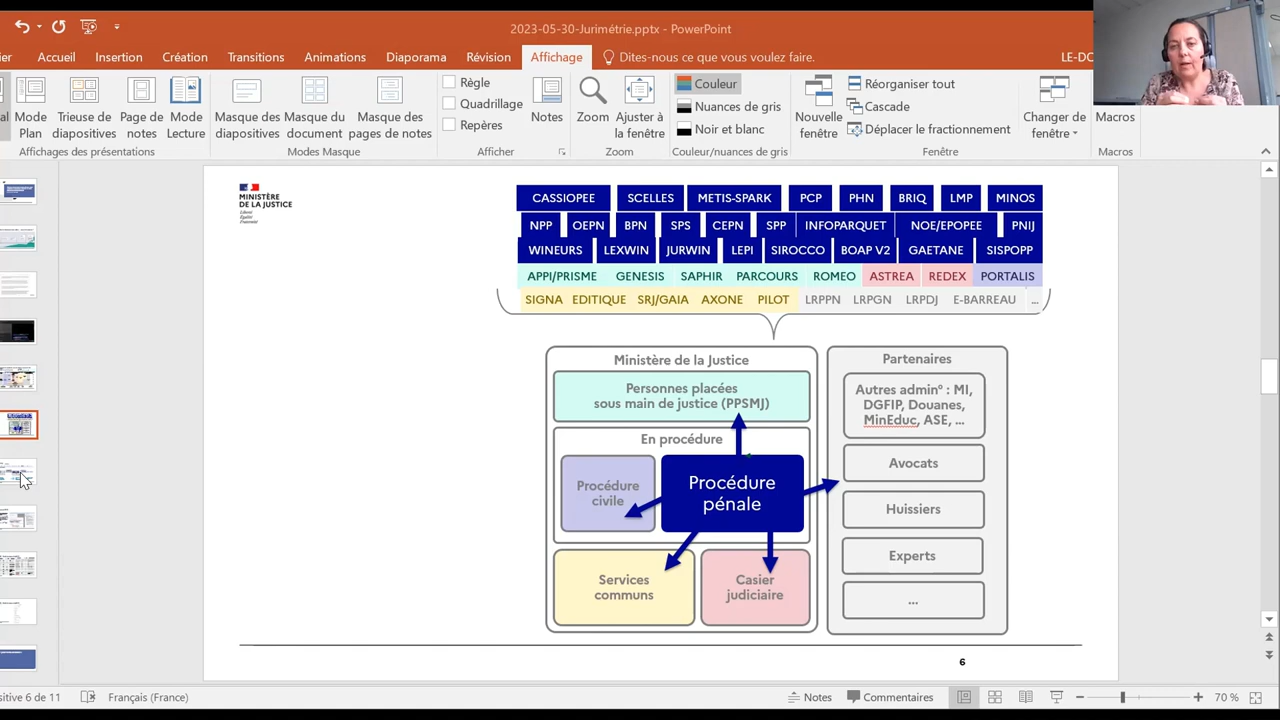 2023-05-30-Jurimétrie.pptx - PowerPoint
Accueil Insertion Création Transitions Animations Diaporama Révision Affichage Dites-nous ce que vous voulez faire.
Mode Plan
Trieuse de diapositives
Page de notes
Mode Lecture
Affichages des présentations
Masque des diapositives
Masque du document
Masque des pages de notes
Modes Masque
Règle
Quadrillage
Repères
Afficher
Notes
Zoom
Ajuster à la fenêtre
Zoom
Couleur
Nuances de gris
Noir et blanc
Couleur/nuances de gris
Nouvelle fenêtre
Réorganiser tout
Cascade
Déplacer le fractionnement
Changer de fenêtre
Fenêtre
Macros
Macros
MINISTÈRE
DE LA JUSTICE
Liberté
Égalité
Fraternité
CASSIOPEE SCELLES METIS-SPARK PCP PHN BRIQ LMP MINOS
NPP OEPN BPN SPS CEPN SPP INFOPARQUET NOE/EPOPEE PNIJ
WINEURS LEXWIN JURWIN LEPI SIROCCO BOAP V2 GAETANE SISPOPP
APPI/PRISME GENESIS SAPHIR PARCOURS ROMEO ASTREA REDEX PORTALIS
SIGNA EDITIQUE SRJ/GAIA AXONE PILOT LRPPN LRPGN LRPDJ E-BARREAU ...
Ministère de la Justice
Personnes placées
sous main de justice (PPSMJ)
En procédure
Procédure
civile
Procédure
pénale
Services
communs
Casier
judiciaire
Partenaires
Autres admin° : MI,
DGFIP, Douanes,
MinEduc, ASE, ...
Avocats
Huissiers
Experts
...
6
6 de 11 Français (France) Notes Commentaires 70 %